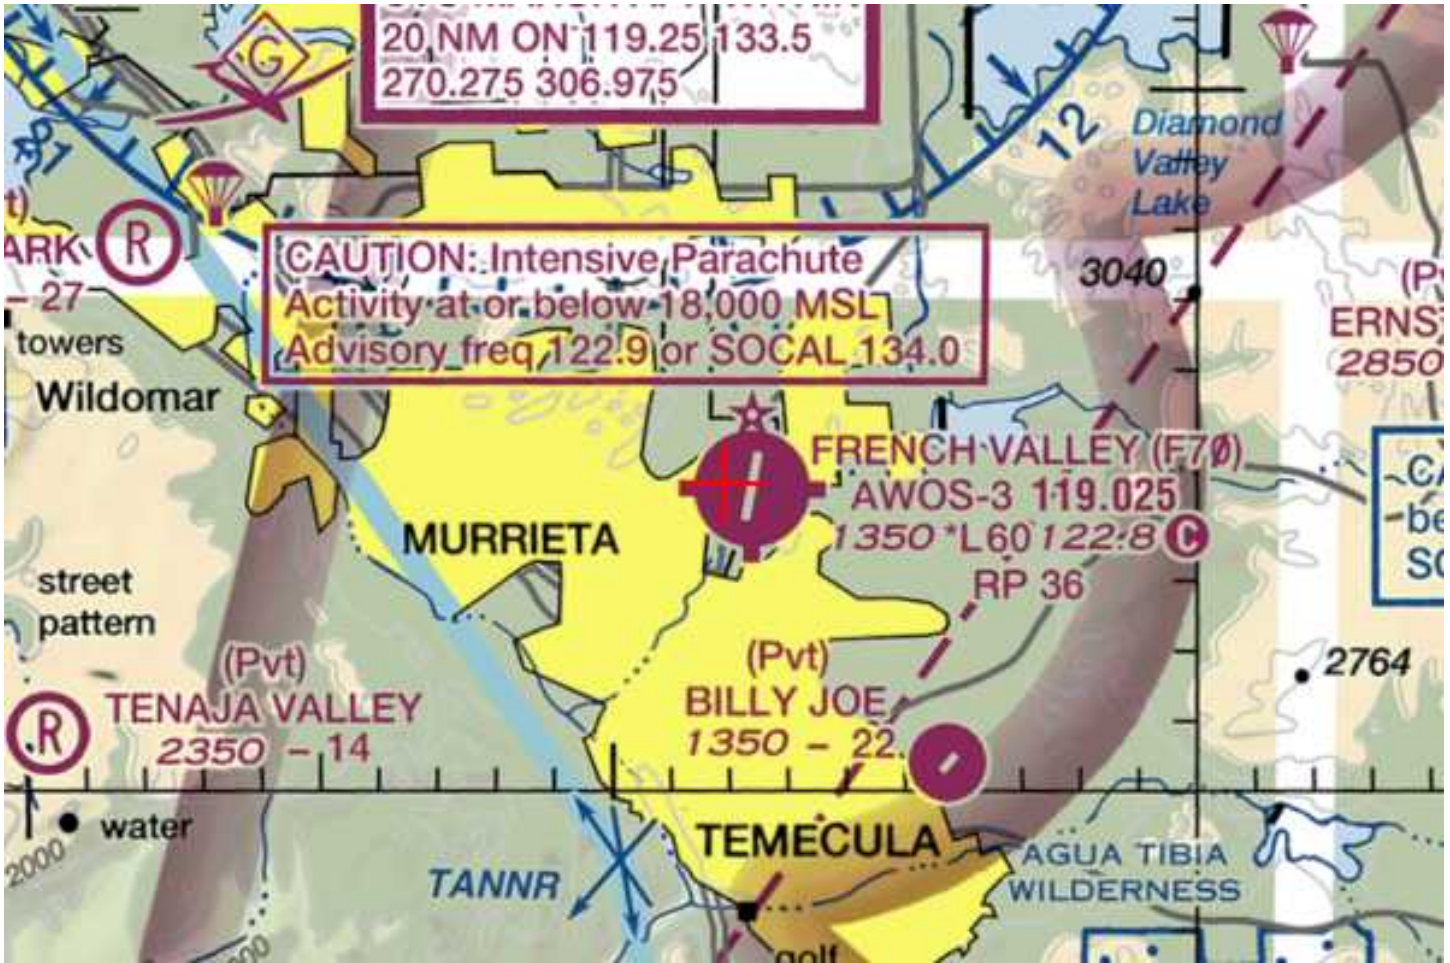 20 NM ON 119.25 133.5
270.275 306.975
G
12
Diamond
Valley
Lake
R
ARK
- 27
towers
CAUTION: Intensive Parachute
Activity at or below 18,000 MSL
Advisory freq 122.9 or SOCAL 134.0
3040
ERNS
2850
Wildomar
FRENCH VALLEY (F70)
AWOS-3 119.025
1350 *L60 122.8 C
RP 36
MURRIETA
street
pattern
(Pvt)
TENAJA VALLEY
2350 - 14
R
(Pvt)
BILLY JOE
1350 - 22
2764
water
2000
TEMECULA
TANNR
AGUA TIBIA
WILDERNESS
golf